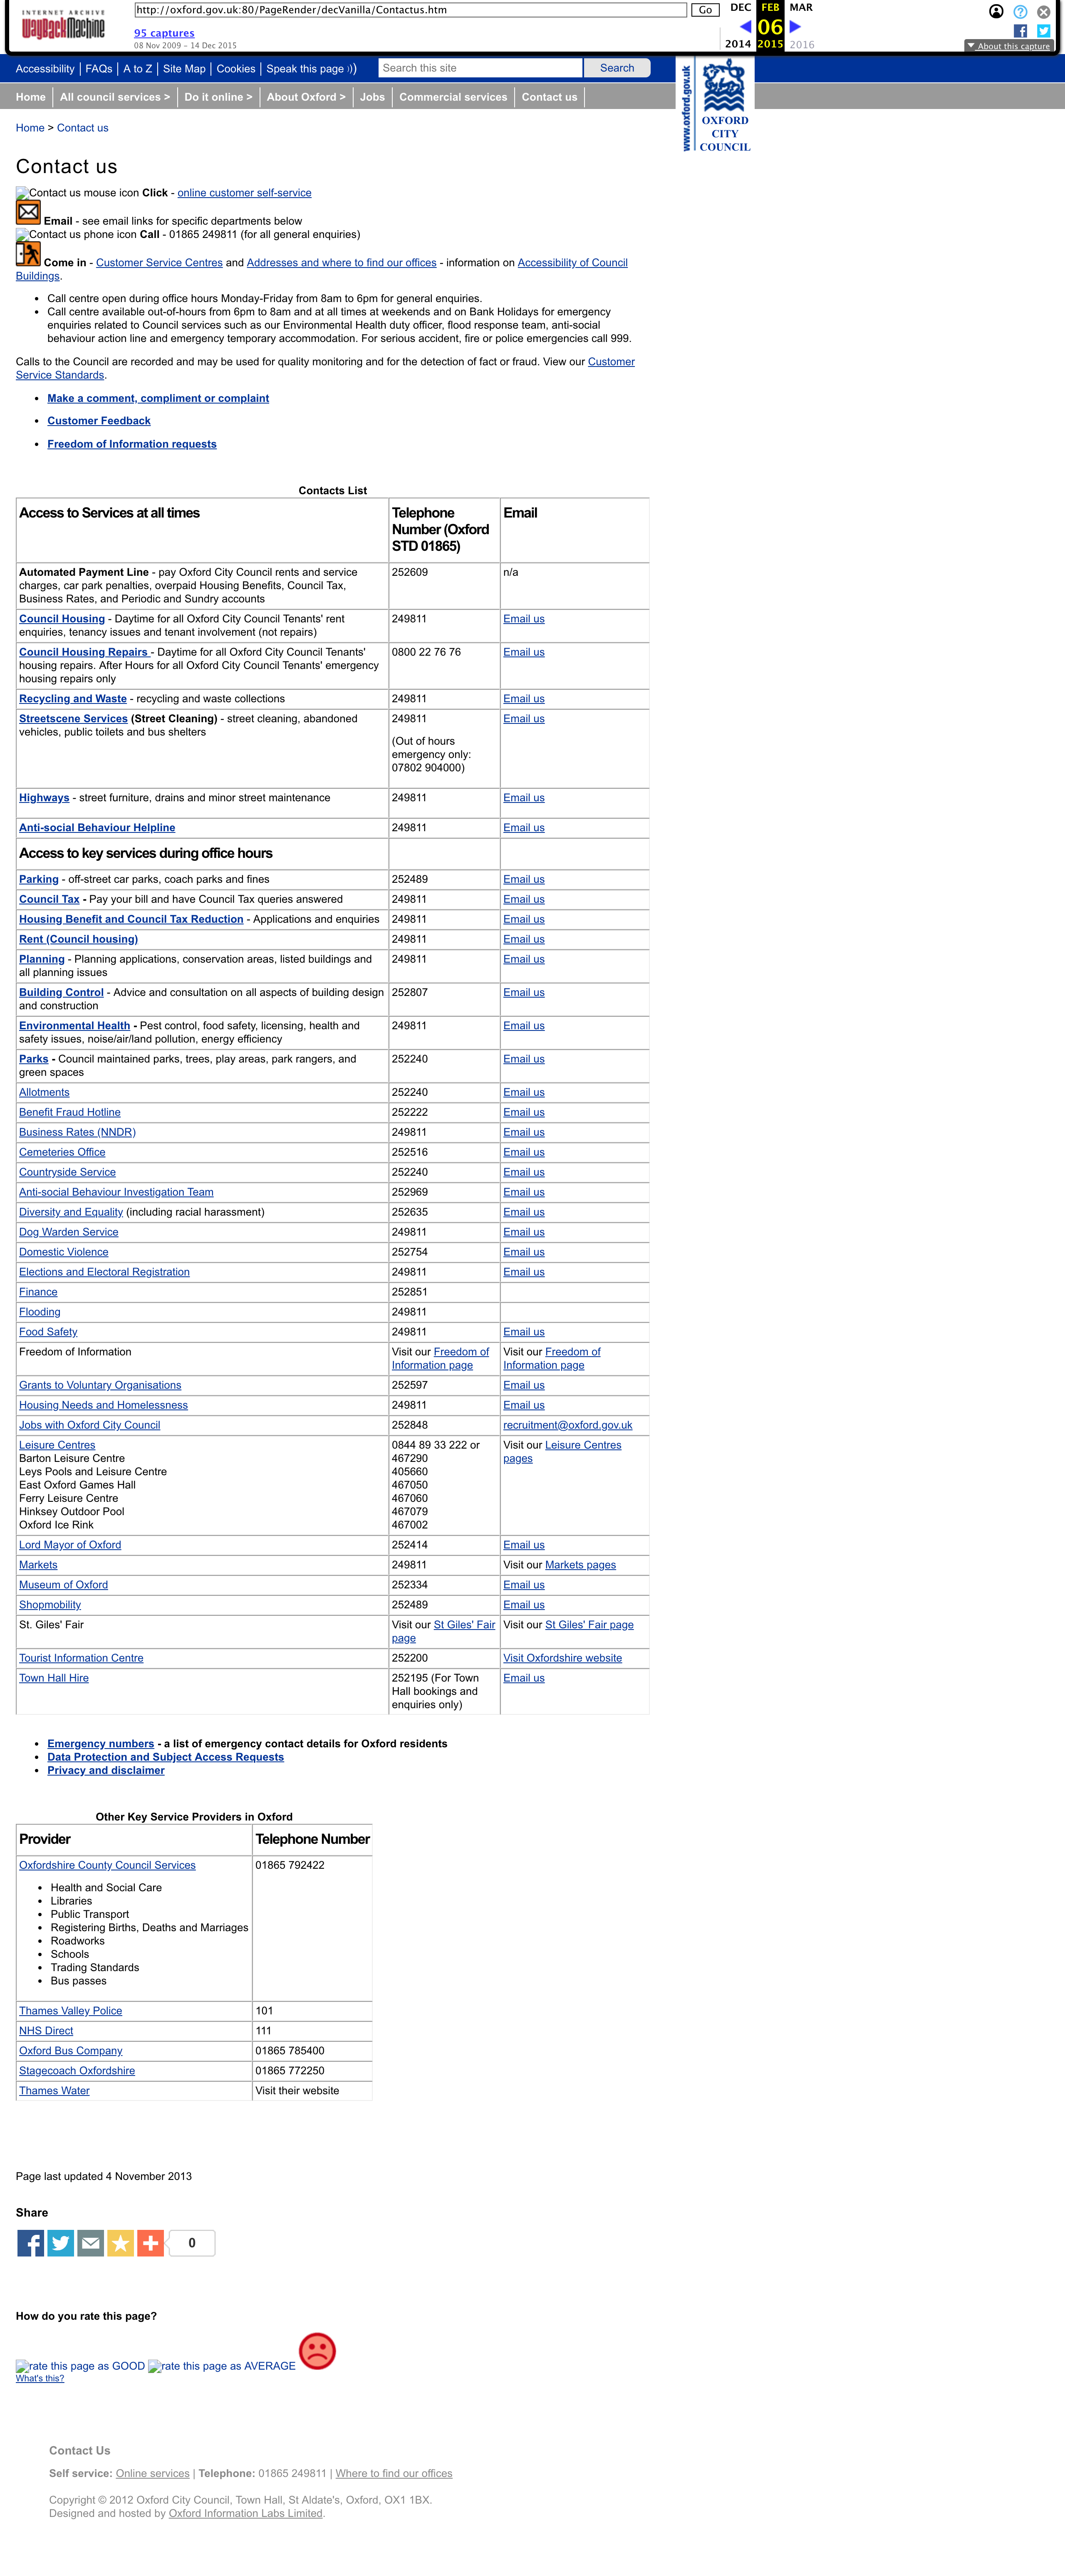 INTERNET ARCHIVE
WayBackMachine
http://oxford.gov.uk:80/PageRender/decVanilla/Contactus.htm
Go
DEC FEB MAR
95 captures
06
08 Nov 2009 – 14 Dec 2015
2014 2015 2016
About this capture
Accessibility | FAQs | A to Z | Site Map | Cookies | Speak this page
Search this site
Search
Home | All council services > | Do it online > | About Oxford > | Jobs | Commercial services | Contact us
www.oxford.gov.uk
OXFORD
CITY
COUNCIL
Home > Contact us
Contact us
Contact us mouse icon Click - online customer self-service
Email - see email links for specific departments below
Contact us phone icon Call - 01865 249811 (for all general enquiries)
Come in - Customer Service Centres and Addresses and where to find our offices - information on Accessibility of Council
Buildings.
• Call centre open during office hours Monday-Friday from 8am to 6pm for general enquiries.
• Call centre available out-of-hours from 6pm to 8am and at all times at weekends and on Bank Holidays for emergency
enquiries related to Council services such as our Environmental Health duty officer, flood response team, anti-social
behaviour action line and emergency temporary accommodation. For serious accident, fire or police emergencies call 999.
Calls to the Council are recorded and may be used for quality monitoring and for the detection of fact or fraud. View our Customer
Service Standards.
• Make a comment, compliment or complaint
• Customer Feedback
• Freedom of Information requests
Contacts List
Access to Services at all times
Telephone
Number (Oxford
STD 01865)
Email
Automated Payment Line - pay Oxford City Council rents and service
charges, car park penalties, overpaid Housing Benefits, Council Tax,
Business Rates, and Periodic and Sundry accounts
252609
n/a
Council Housing - Daytime for all Oxford City Council Tenants' rent
enquiries, tenancy issues and tenant involvement (not repairs)
249811
Email us
Council Housing Repairs - Daytime for all Oxford City Council Tenants'
housing repairs. After Hours for all Oxford City Council Tenants' emergency
housing repairs only
0800 22 76 76
Email us
Recycling and Waste - recycling and waste collections
249811
Email us
Streetscene Services (Street Cleaning) - street cleaning, abandoned
vehicles, public toilets and bus shelters
249811
(Out of hours
emergency only:
07802 904000)
Email us
Highways - street furniture, drains and minor street maintenance
249811
Email us
Anti-social Behaviour Helpline
249811
Email us
Access to key services during office hours
Parking - off-street car parks, coach parks and fines
252489
Email us
Council Tax - Pay your bill and have Council Tax queries answered
249811
Email us
Housing Benefit and Council Tax Reduction - Applications and enquiries
249811
Email us
Rent (Council housing)
249811
Email us
Planning - Planning applications, conservation areas, listed buildings and
all planning issues
249811
Email us
Building Control - Advice and consultation on all aspects of building design
and construction
252807
Email us
Environmental Health - Pest control, food safety, licensing, health and
safety issues, noise/air/land pollution, energy efficiency
249811
Email us
Parks - Council maintained parks, trees, play areas, park rangers, and
green spaces
252240
Email us
Allotments
252240
Email us
Benefit Fraud Hotline
252222
Email us
Business Rates (NNDR)
249811
Email us
Cemeteries Office
252516
Email us
Countryside Service
252240
Email us
Anti-social Behaviour Investigation Team
252969
Email us
Diversity and Equality (including racial harassment)
252635
Email us
Dog Warden Service
249811
Email us
Domestic Violence
252754
Email us
Elections and Electoral Registration
249811
Email us
Finance
252851
Flooding
249811
Food Safety
249811
Email us
Freedom of Information
Visit our Freedom of
Information page
Visit our Freedom of
Information page
Grants to Voluntary Organisations
252597
Email us
Housing Needs and Homelessness
249811
Email us
Jobs with Oxford City Council
252848
recruitment@oxford.gov.uk
Leisure Centres
Barton Leisure Centre
Leys Pools and Leisure Centre
East Oxford Games Hall
Ferry Leisure Centre
Hinksey Outdoor Pool
Oxford Ice Rink
0844 89 33 222 or
467290
405660
467050
467060
467079
467002
Visit our Leisure Centres
pages
Lord Mayor of Oxford
252414
Email us
Markets
249811
Visit our Markets pages
Museum of Oxford
252334
Email us
Shopmobility
252489
Email us
St. Giles' Fair
Visit our St Giles' Fair
page
Visit our St Giles' Fair page
Tourist Information Centre
252200
Visit Oxfordshire website
Town Hall Hire
252195 (For Town
Hall bookings and
enquiries only)
Email us
• Emergency numbers - a list of emergency contact details for Oxford residents
• Data Protection and Subject Access Requests
• Privacy and disclaimer
Other Key Service Providers in Oxford
Provider
Telephone Number
Oxfordshire County Council Services
01865 792422
• Health and Social Care
• Libraries
• Public Transport
• Registering Births, Deaths and Marriages
• Roadworks
• Schools
• Trading Standards
• Bus passes
Thames Valley Police
101
NHS Direct
111
Oxford Bus Company
01865 785400
Stagecoach Oxfordshire
01865 772250
Thames Water
Visit their website
Page last updated 4 November 2013
Share
0
How do you rate this page?
rate this page as GOOD rate this page as AVERAGE
What's this?
Contact Us
Self service: Online services | Telephone: 01865 249811 | Where to find our offices
Copyright © 2012 Oxford City Council, Town Hall, St Aldate's, Oxford, OX1 1BX.
Designed and hosted by Oxford Information Labs Limited.